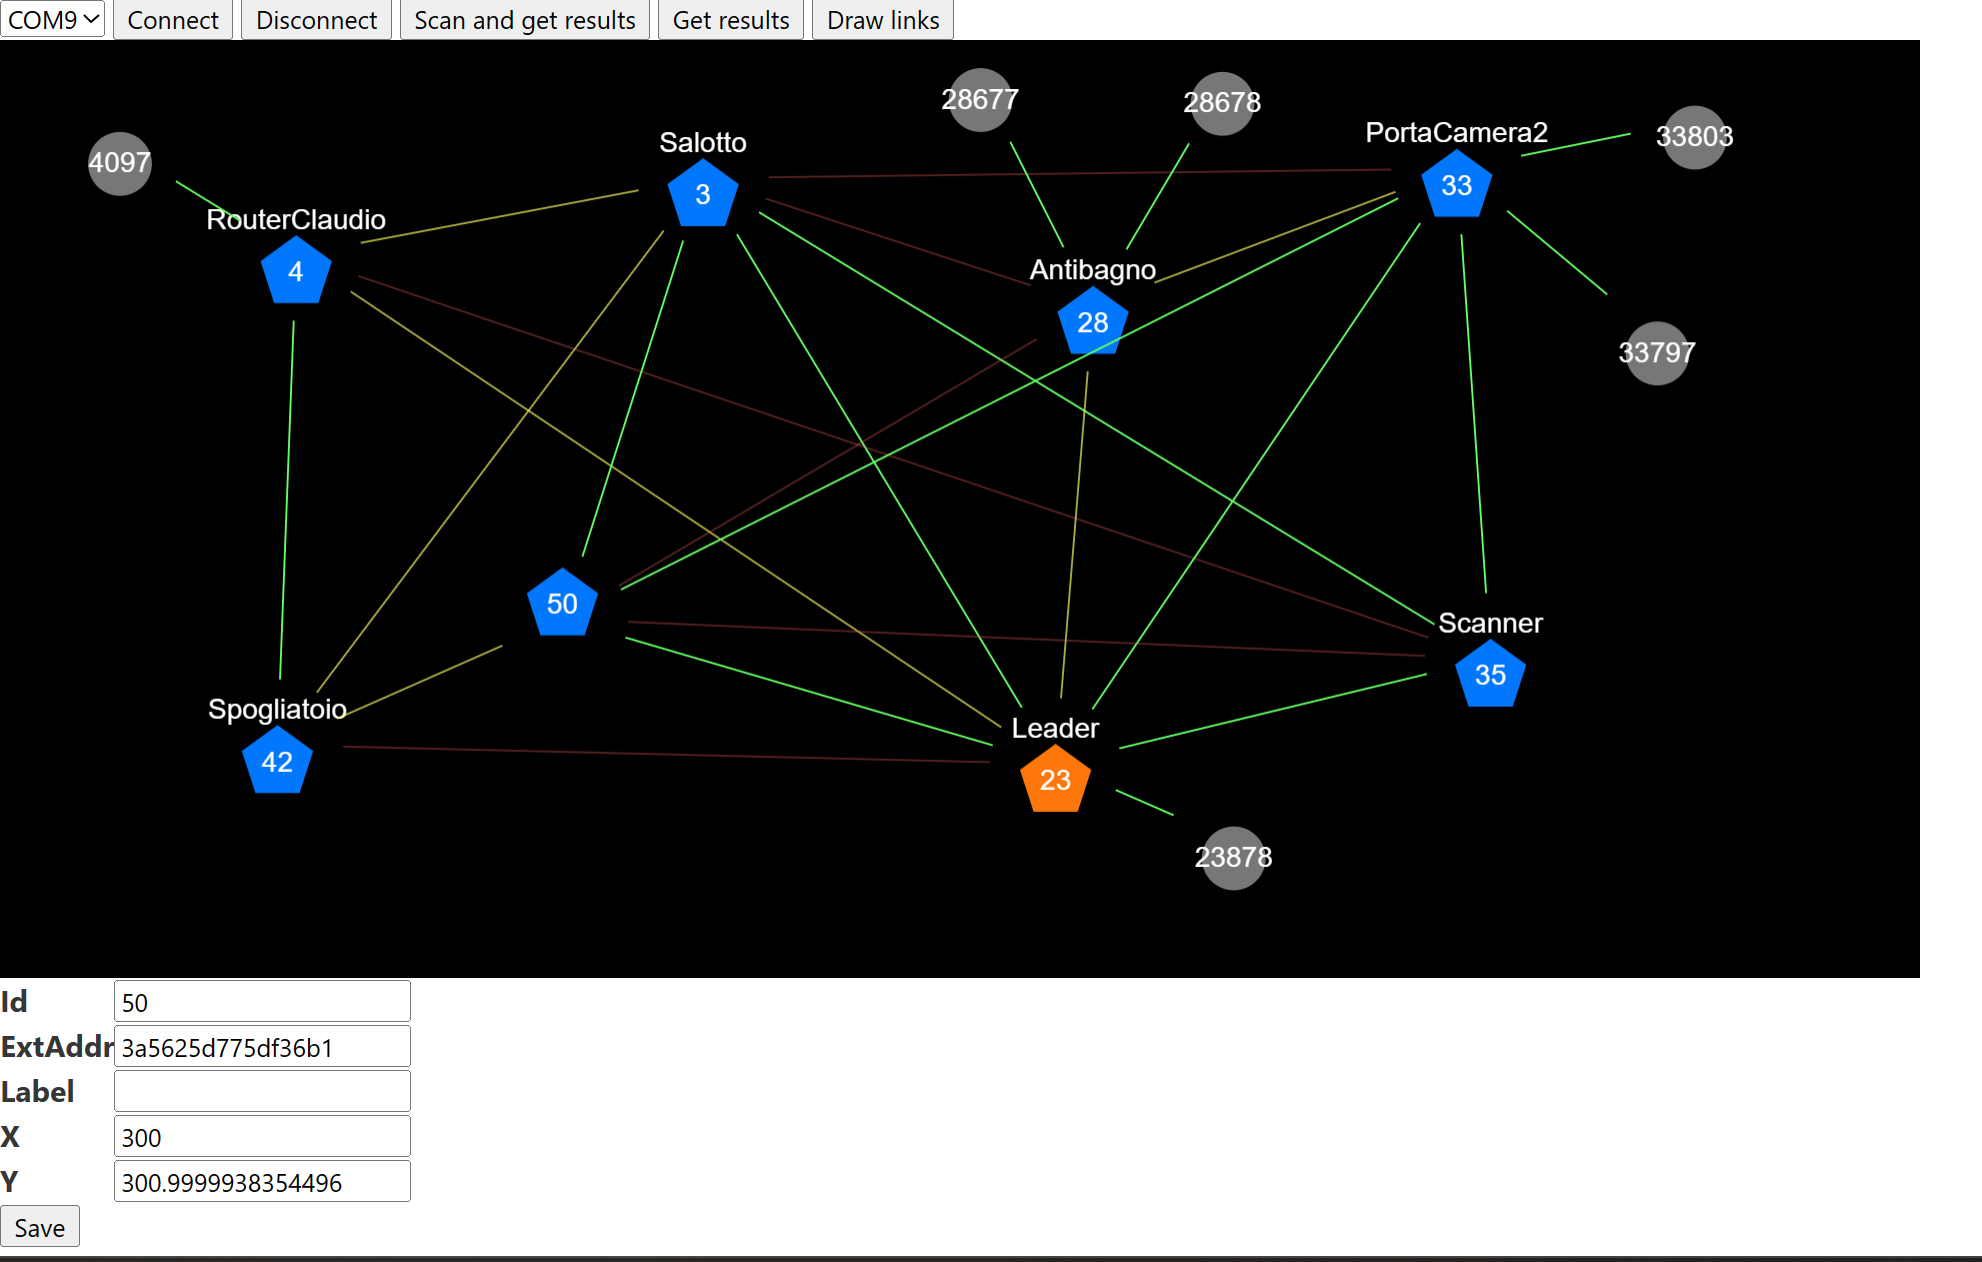 COM9 Connect Disconnect Scan and get results Get results Draw links
28677
28678
33803
PortaCamera2
Salotto
4097
33
3
RouterClaudio
Antibagno
4
28
33797
50
Scanner
35
Spogliatoio
Leader
42
23
23878
Id 50
ExtAddr 3a5625d775df36b1
Label
X 300
Y 300.9999938354496
Save